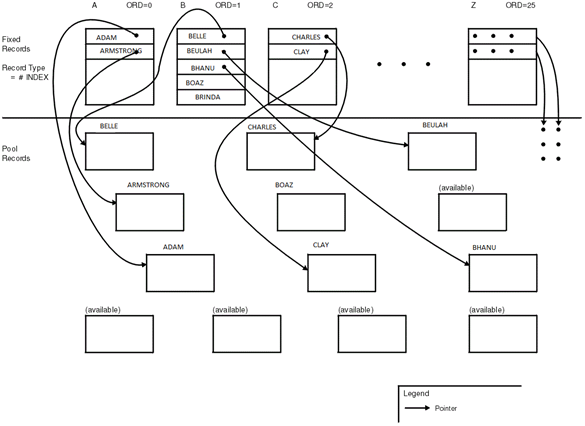 A ORD=0 B ORD=1 C ORD=2 Z ORD=25
Fixed
Records
Record Type
= # INDEX
ADAM
ARMSTRONG
BELLE
BEULAH
BHANU
BOAZ
BRINDA
CHARLES
CLAY
Pool
Records
BELLE CHARLES BEULAH
ARMSTRONG BOAZ (available)
ADAM CLAY BHANU
(available) (available) (available) (available)
Legend
Pointer